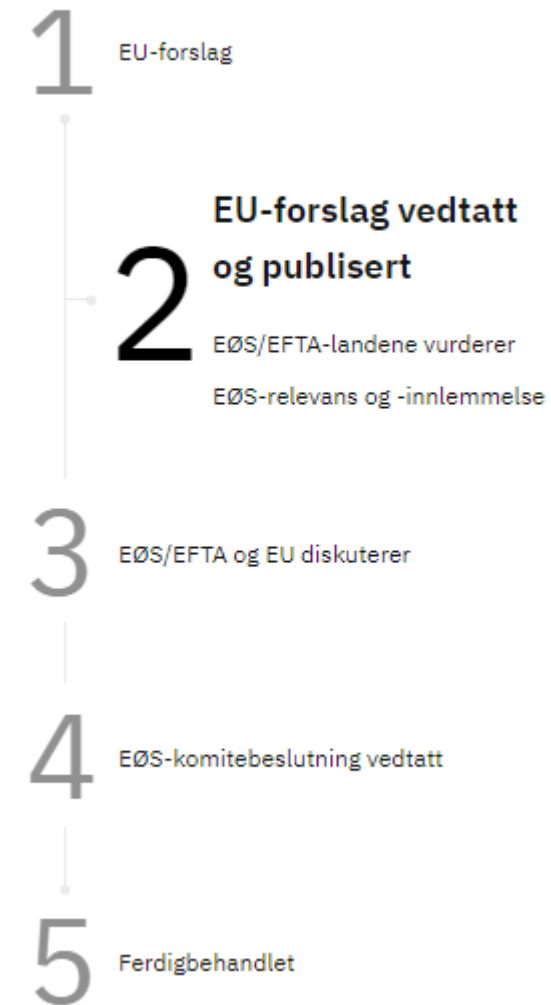 1 EU-forslag
2 EU-forslag vedtatt
og publisert
EØS/EFTA-landene vurderer
EØS-relevans og -innlemmelse
3 EØS/EFTA og EU diskuterer
4 EØS-komitebeslutning vedtatt
5 Ferdigbehandlet